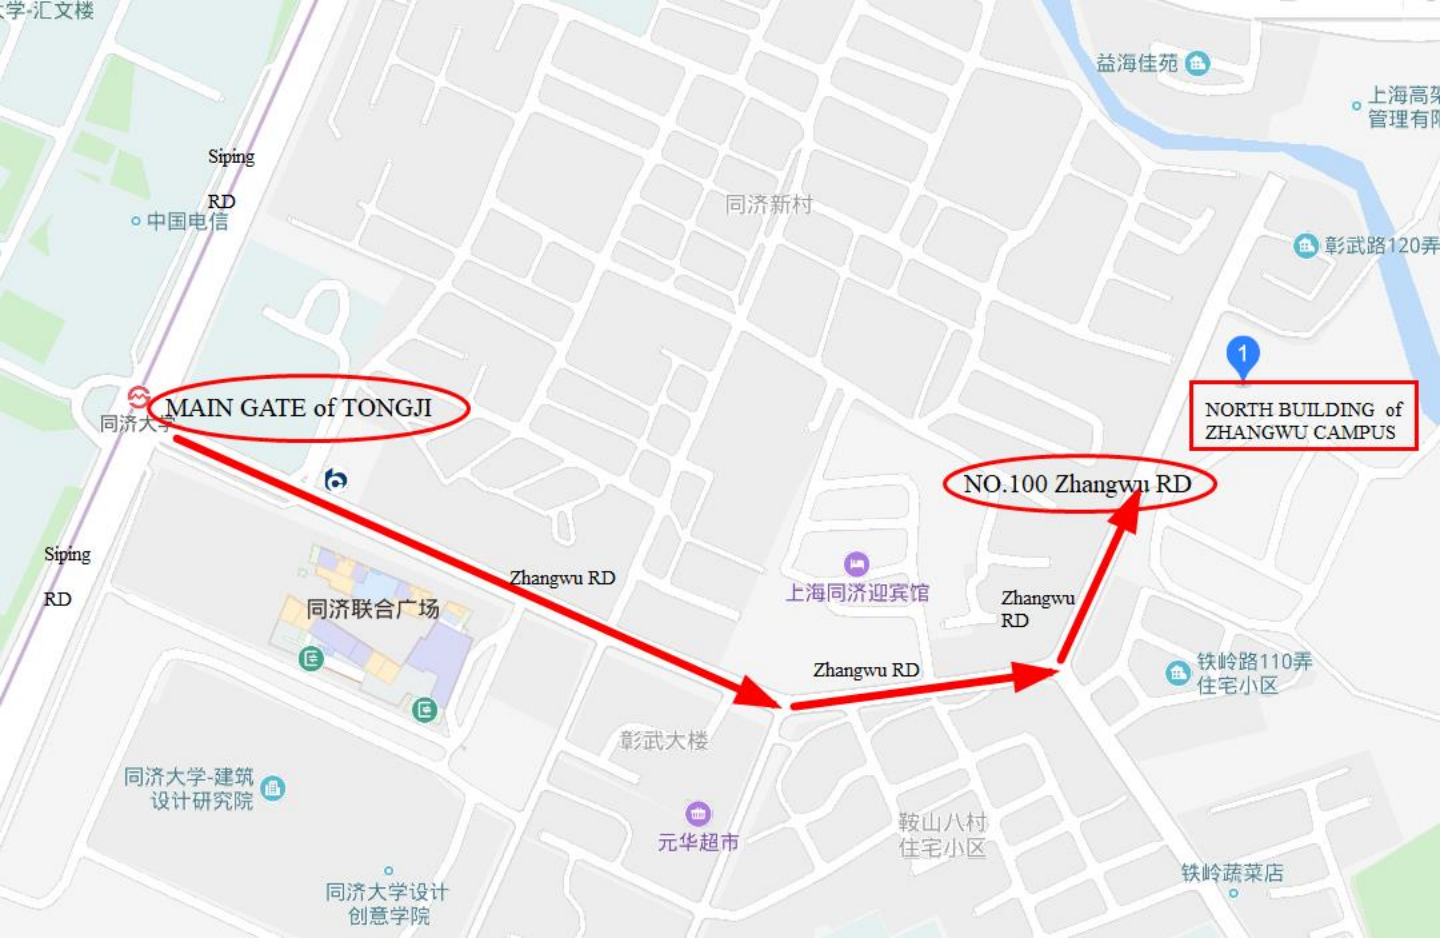 大学-汇文楼
益海佳苑
上海高架
管理有限
Siping
RD
中国电信
同济新村
彰武路120弄
1
MAIN GATE of TONGJI
同济大学
NORTH BUILDING of
ZHANGWU CAMPUS
NO.100 Zhangwu RD
Siping
RD
Zhangwu RD
上海同济迎宾馆
Zhangwu
RD
同济联合广场
Zhangwu RD
铁岭路110弄
住宅小区
彰武大楼
同济大学-建筑
设计研究院
元华超市
鞍山八村
住宅小区
铁岭蔬菜店
同济大学设计
创意学院